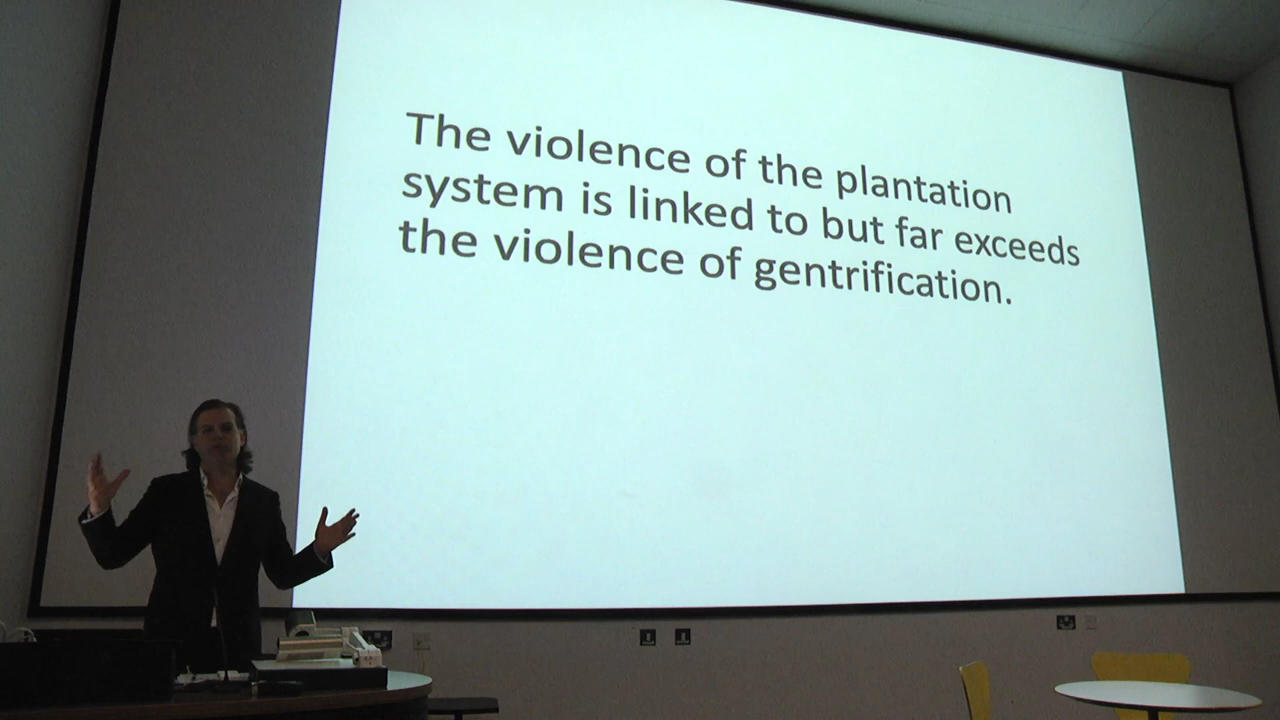 The violence of the plantation
system is linked to but far exceeds
the violence of gentrification.